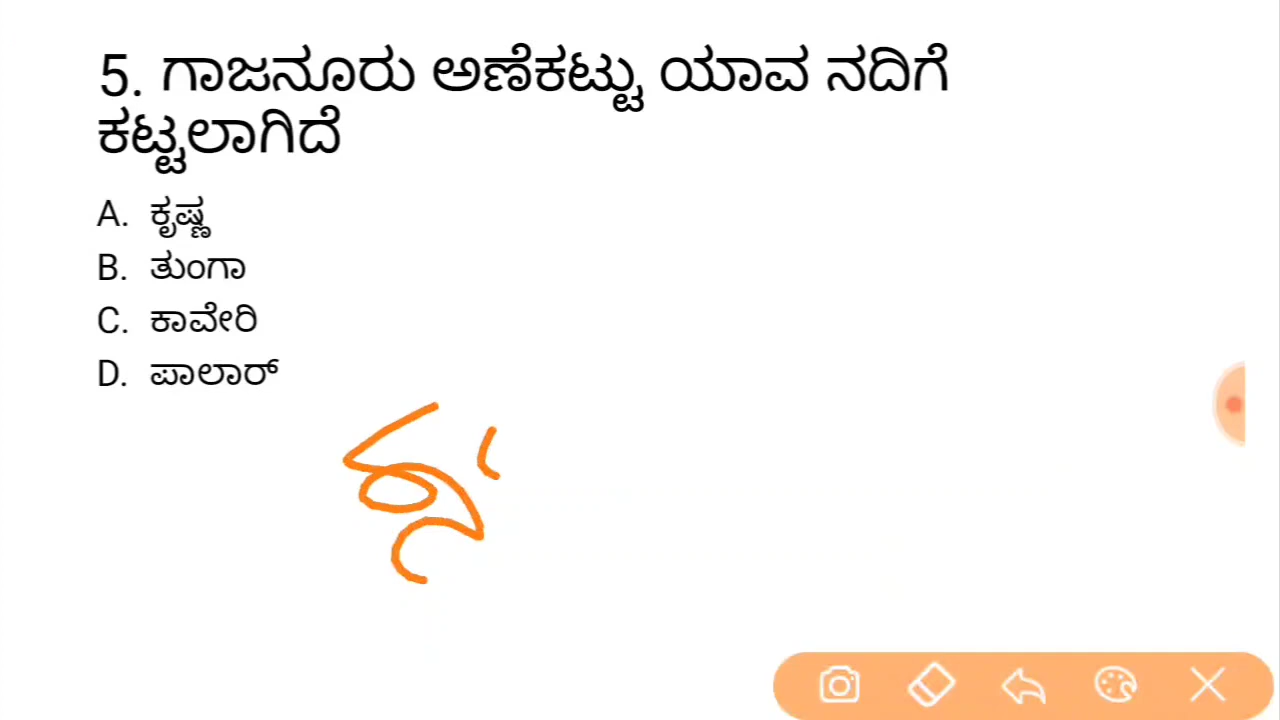 5. ಗಾಜನೂರು ಅಣೆಕಟ್ಟು ಯಾವ ನದಿಗೆ
ಕಟ್ಟಲಾಗಿದೆ
A. ಕೃಷ್ಣ
B. ತುಂಗಾ
C. ಕಾವೇರಿ
D. ಪಾಲಾರ್